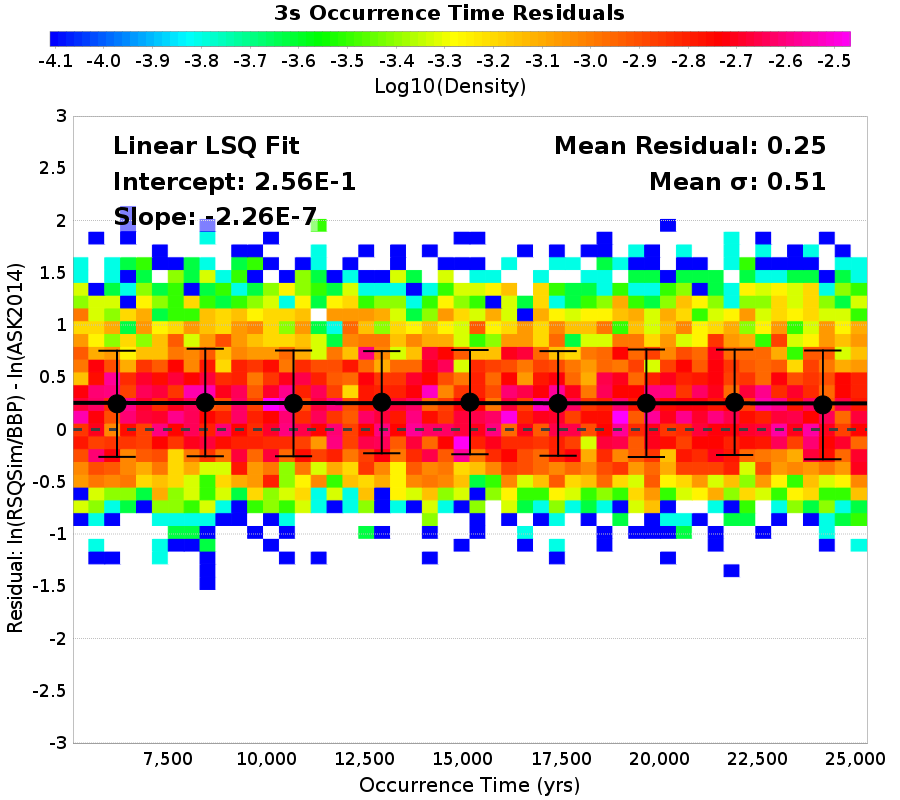 3s Occurrence Time Residuals
-4.1 -4.0 -3.9 -3.8 -3.7 -3.6 -3.5 -3.4 -3.3 -3.2 -3.1 -3.0 -2.9 -2.8 -2.7 -2.6 -2.5
Log10(Density)
Linear LSQ Fit
Intercept: 2.56E-1
Slope: -2.26E-7
Mean Residual: 0.25
Mean σ: 0.51
Residual: ln(RSQSim/BBP) - ln(ASK2014)
3
2.5
2
1.5
1
0.5
0
-0.5
-1
-1.5
-2
-2.5
-3
7,500 10,000 12,500 15,000 17,500 20,000 22,500 25,000
Occurrence Time (yrs)